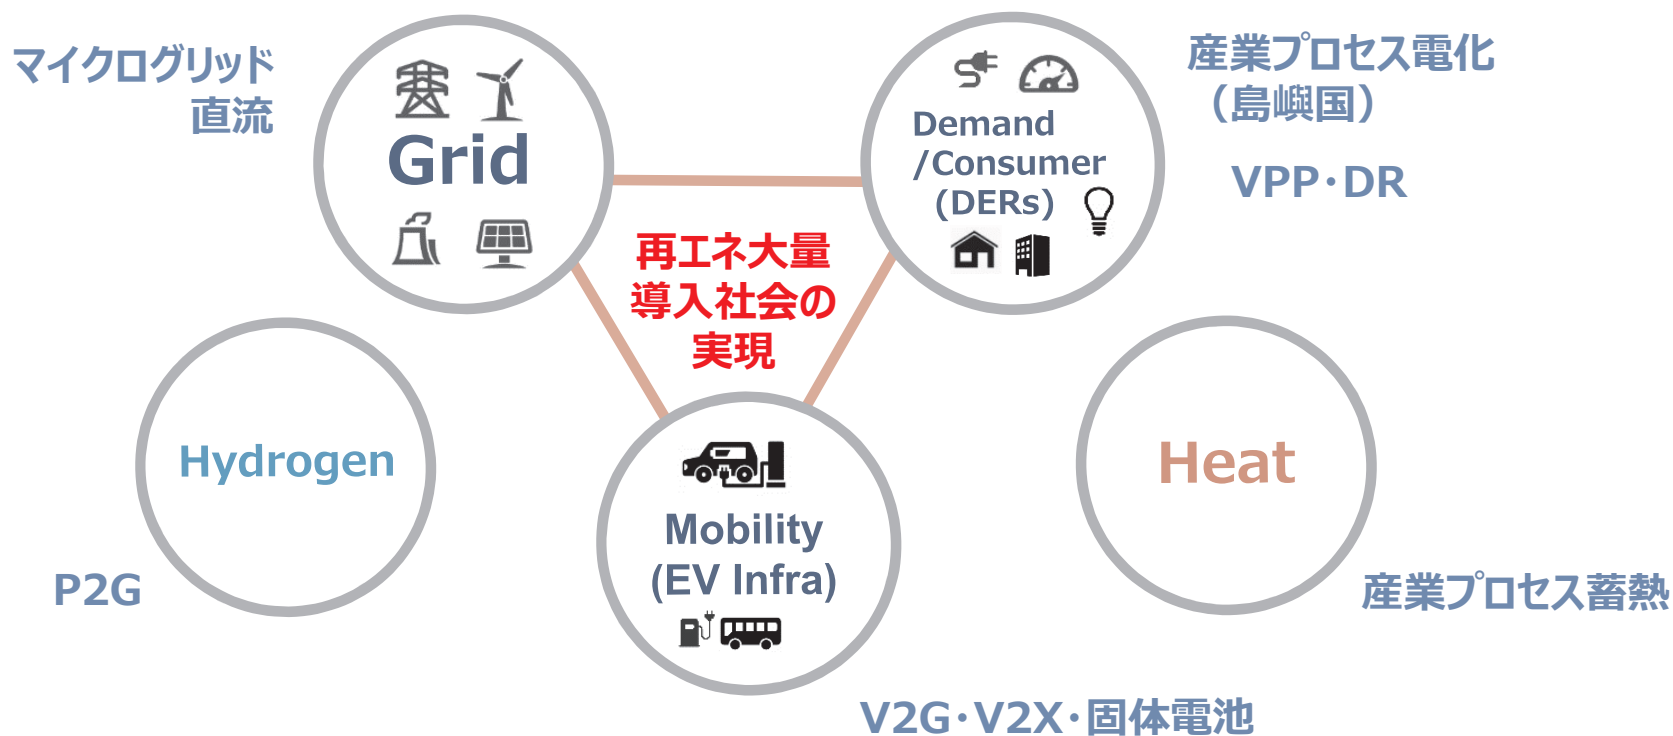 マイクログリッド
直流
Grid
Demand
/Consumer
(DERs)
産業プロセス電化
（島嶼国）
VPP・DR
再エネ大量
導入社会の
実現
Hydrogen
P2G
Mobility
(EV Infra)
V2G・V2X・固体電池
Heat
産業プロセス蓄熱